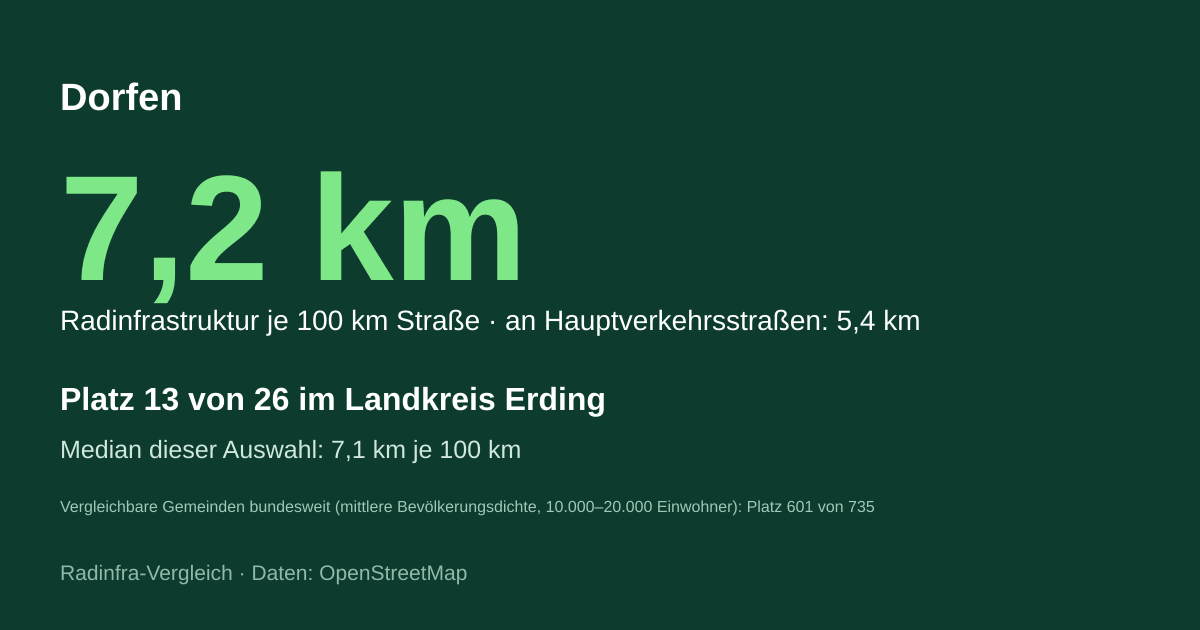 Dorfen
7,2 km
Radinfrastruktur je 100 km Straße · an Hauptverkehrsstraßen: 5,4 km
Platz 13 von 26 im Landkreis Erding
Median dieser Auswahl: 7,1 km je 100 km
Vergleichbare Gemeinden bundesweit (mittlere Bevölkerungsdichte, 10.000–20.000 Einwohner): Platz 601 von 735
Radinfra-Vergleich · Daten: OpenStreetMap